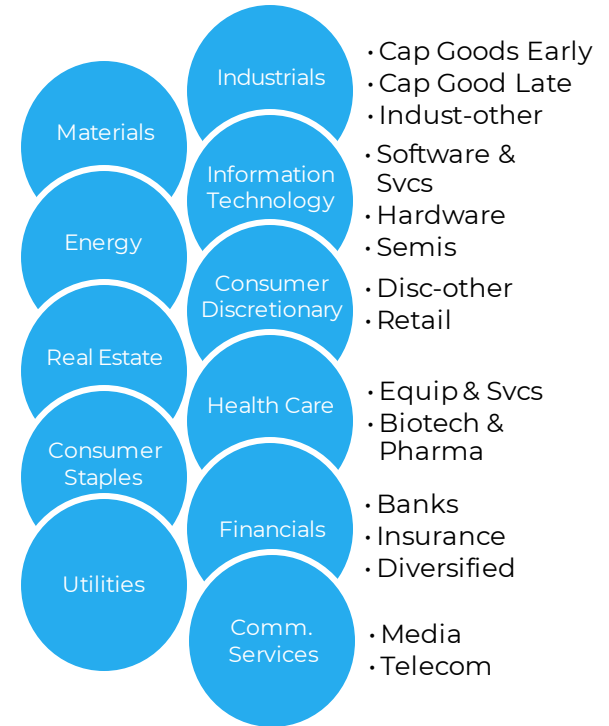 Materials
Energy
Real Estate
Consumer
Staples
Utilities
Industrials
• Cap Goods Early
• Cap Good Late
• Indust-other
Information
Technology
• Software &
Svcs
• Hardware
• Semis
Consumer
Discretionary
• Disc-other
• Retail
Health Care
• Equip & Svcs
• Biotech &
Pharma
Financials
• Banks
• Insurance
• Diversified
Comm.
Services
• Media
• Telecom